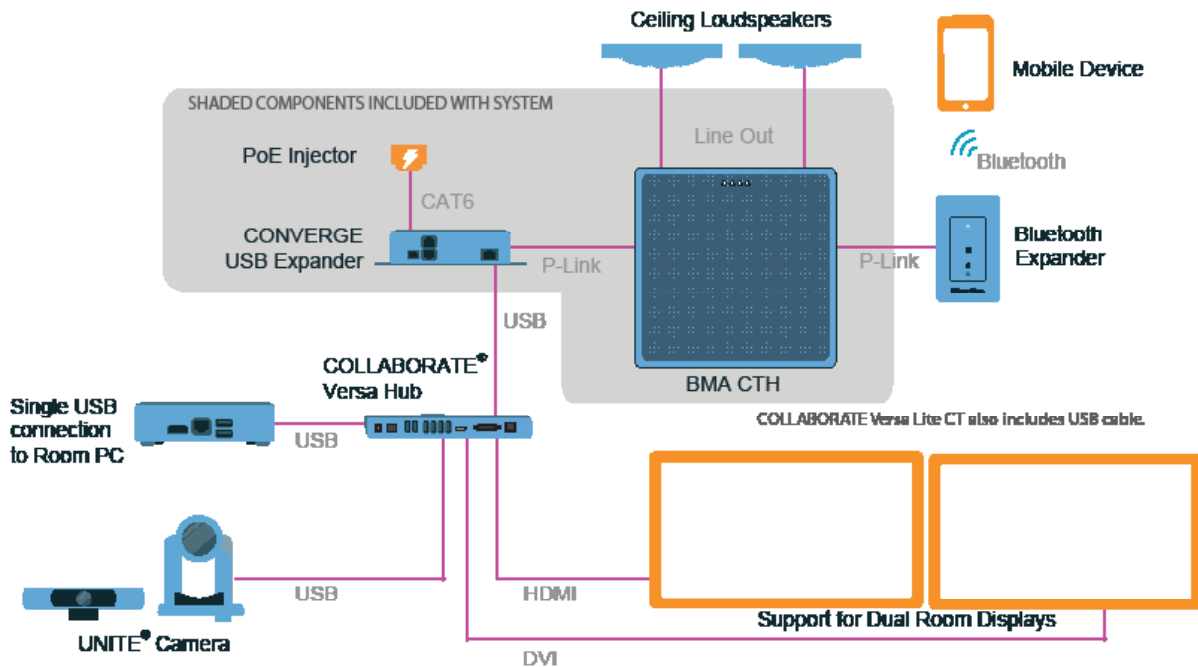 Ceiling Loudspeakers
Mobile Device
SHADED COMPONENTS INCLUDED WITH SYSTEM
Line Out
PoE Injector
Bluetooth
CAT6
CONVERGE
USB Expander
P-Link
P-Link
Bluetooth
Expander
USB
COLLABORATE®
Versa Hub
BMA CTH
Single USB
connection
to Room PC
USB
COLLABORATE Versa Lite CT also includes USB cable.
USB
HDMI
Support for Dual Room Displays
UNITE® Camera
DVI